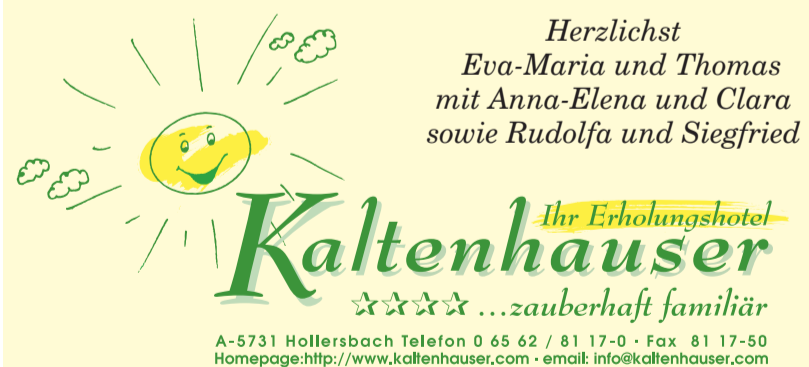 Herzlichst
Eva-Maria und Thomas
mit Anna-Elena und Clara
sowie Rudolfa und Siegfried
Ihr Erholungshotel
Kaltenhauser
...zauberhaft familiär
A-5731 Hollersbach Telefon 0 65 62 / 81 17-0 · Fax 81 17-50
Homepage:http://www.kaltenhauser.com · email: info@kaltenhauser.com